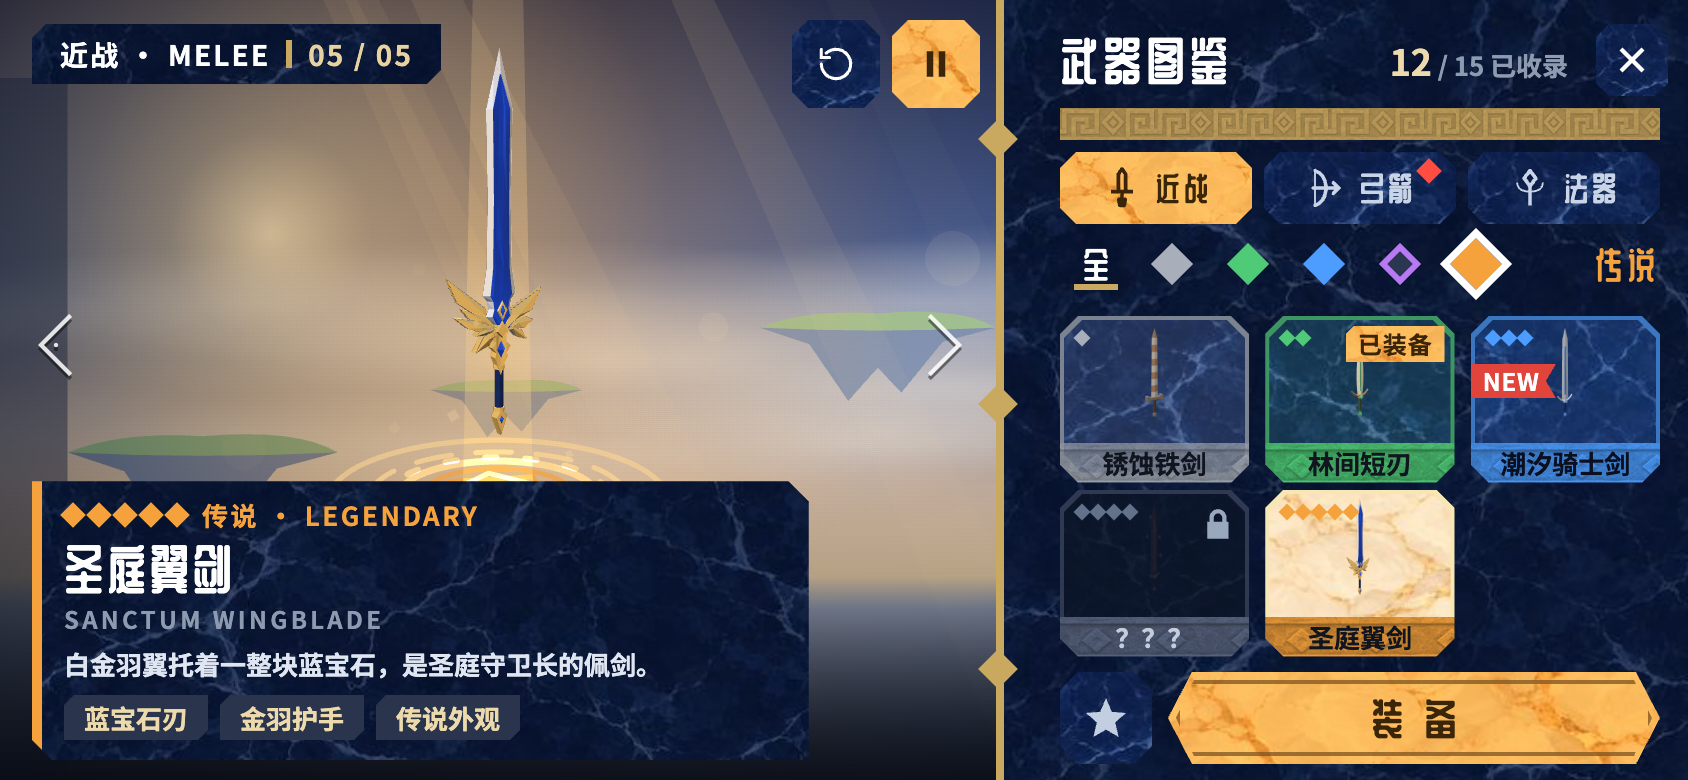 近战 • MELEE 05 / 05
传说 • LEGENDARY
圣庭翼剑
SANCTUM WINGBLADE
白金羽翼托着一整块蓝宝石，是圣庭守卫长的佩剑。
蓝宝石刃 金羽护手 传说外观
武器图鉴 12 / 15 已收录
近战 弓箭 法器
全 传说
已装备
NEW
锈蚀铁剑 林间短刃 潮汐骑士剑
? ? ? 圣庭翼剑
装备